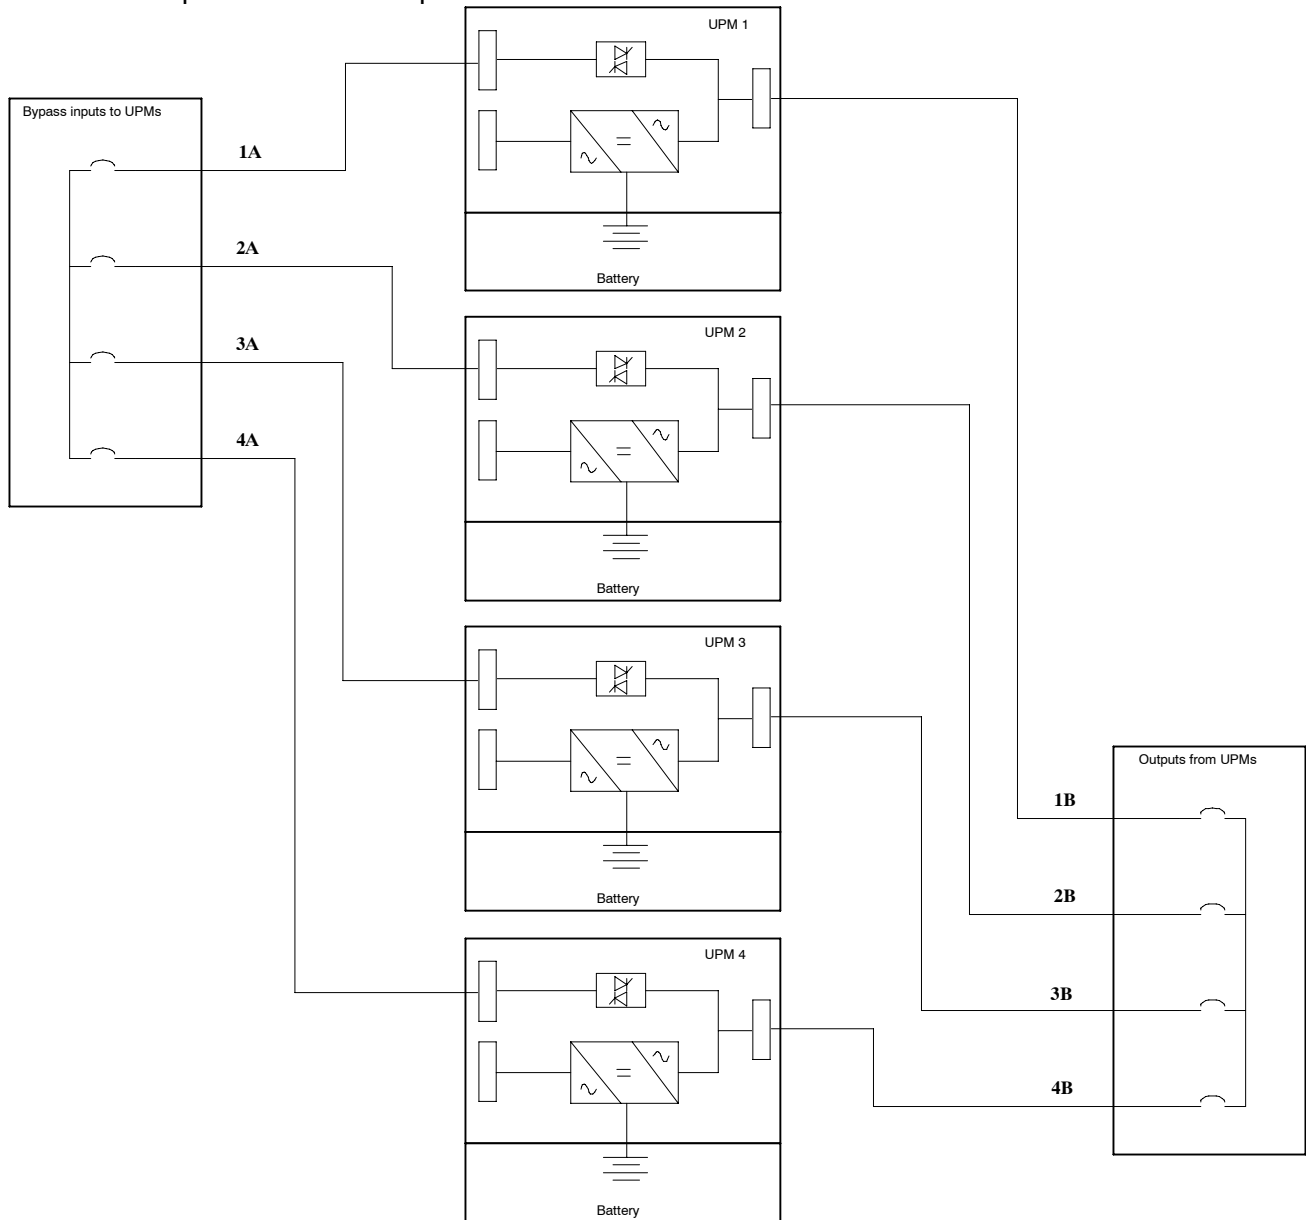 UPM 1
Bypass inputs to UPMs
1A
2A
3A
4A
Battery
UPM 2
Battery
UPM 3
Battery
Outputs from UPMs
1B
2B
3B
4B
UPM 4
Battery